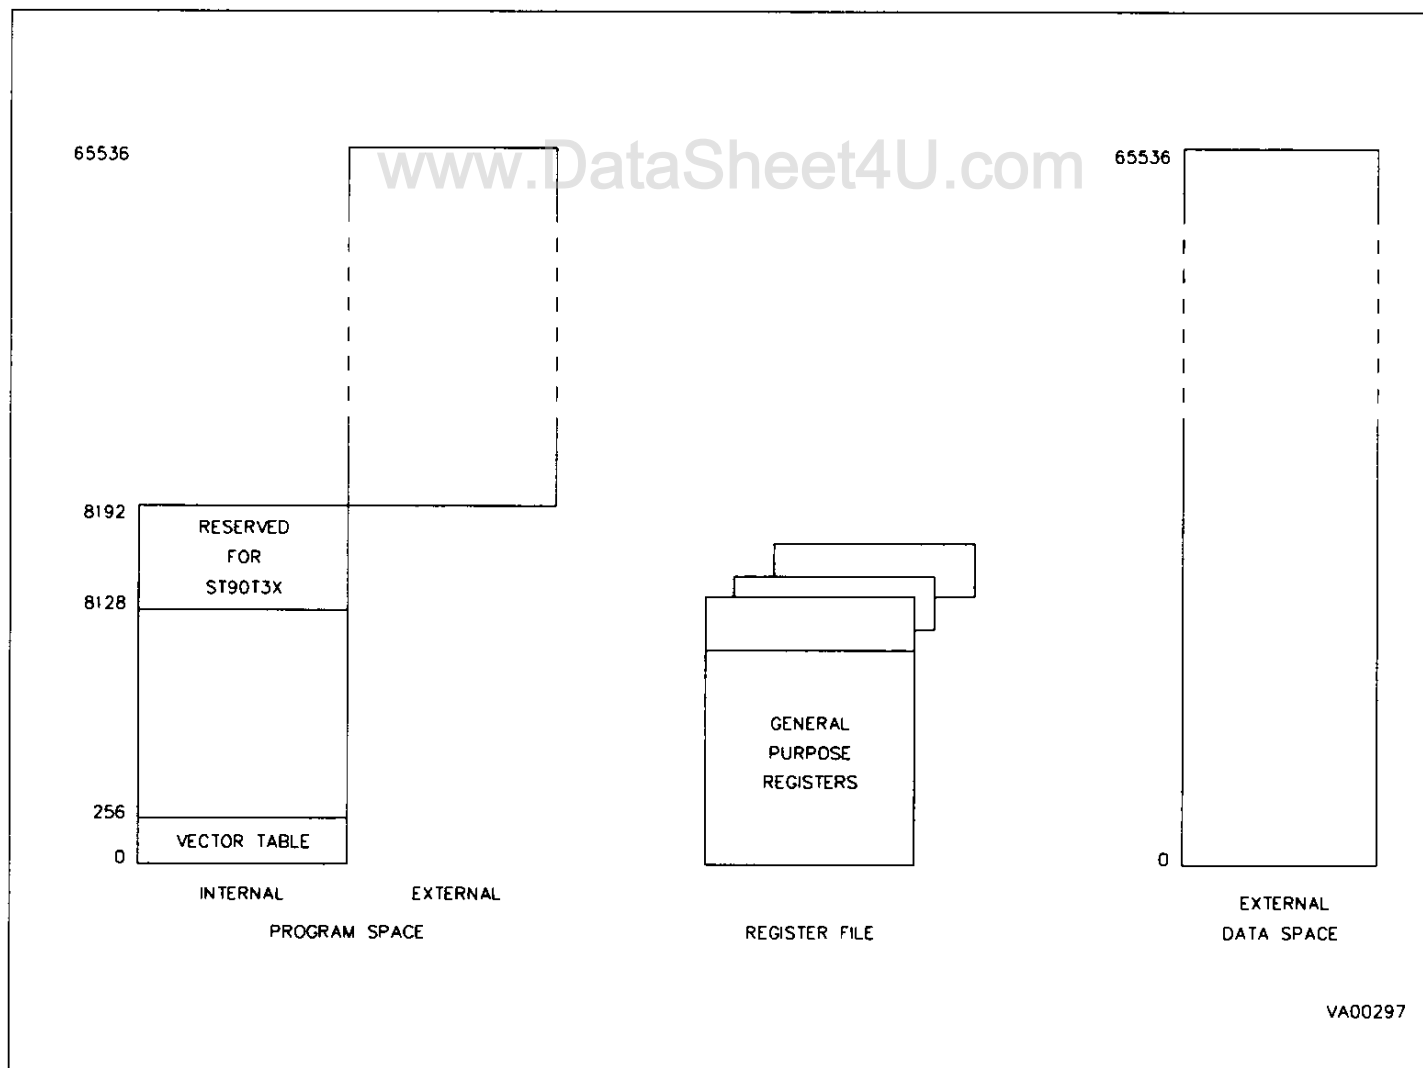 www.DataSheet4U.com
65536
65536
8192
RESERVED
FOR
ST90T3X
8128
GENERAL
PURPOSE
REGISTERS
256
VECTOR TABLE
0
0
INTERNAL
EXTERNAL
PROGRAM SPACE
REGISTER FILE
EXTERNAL
DATA SPACE
VA00297